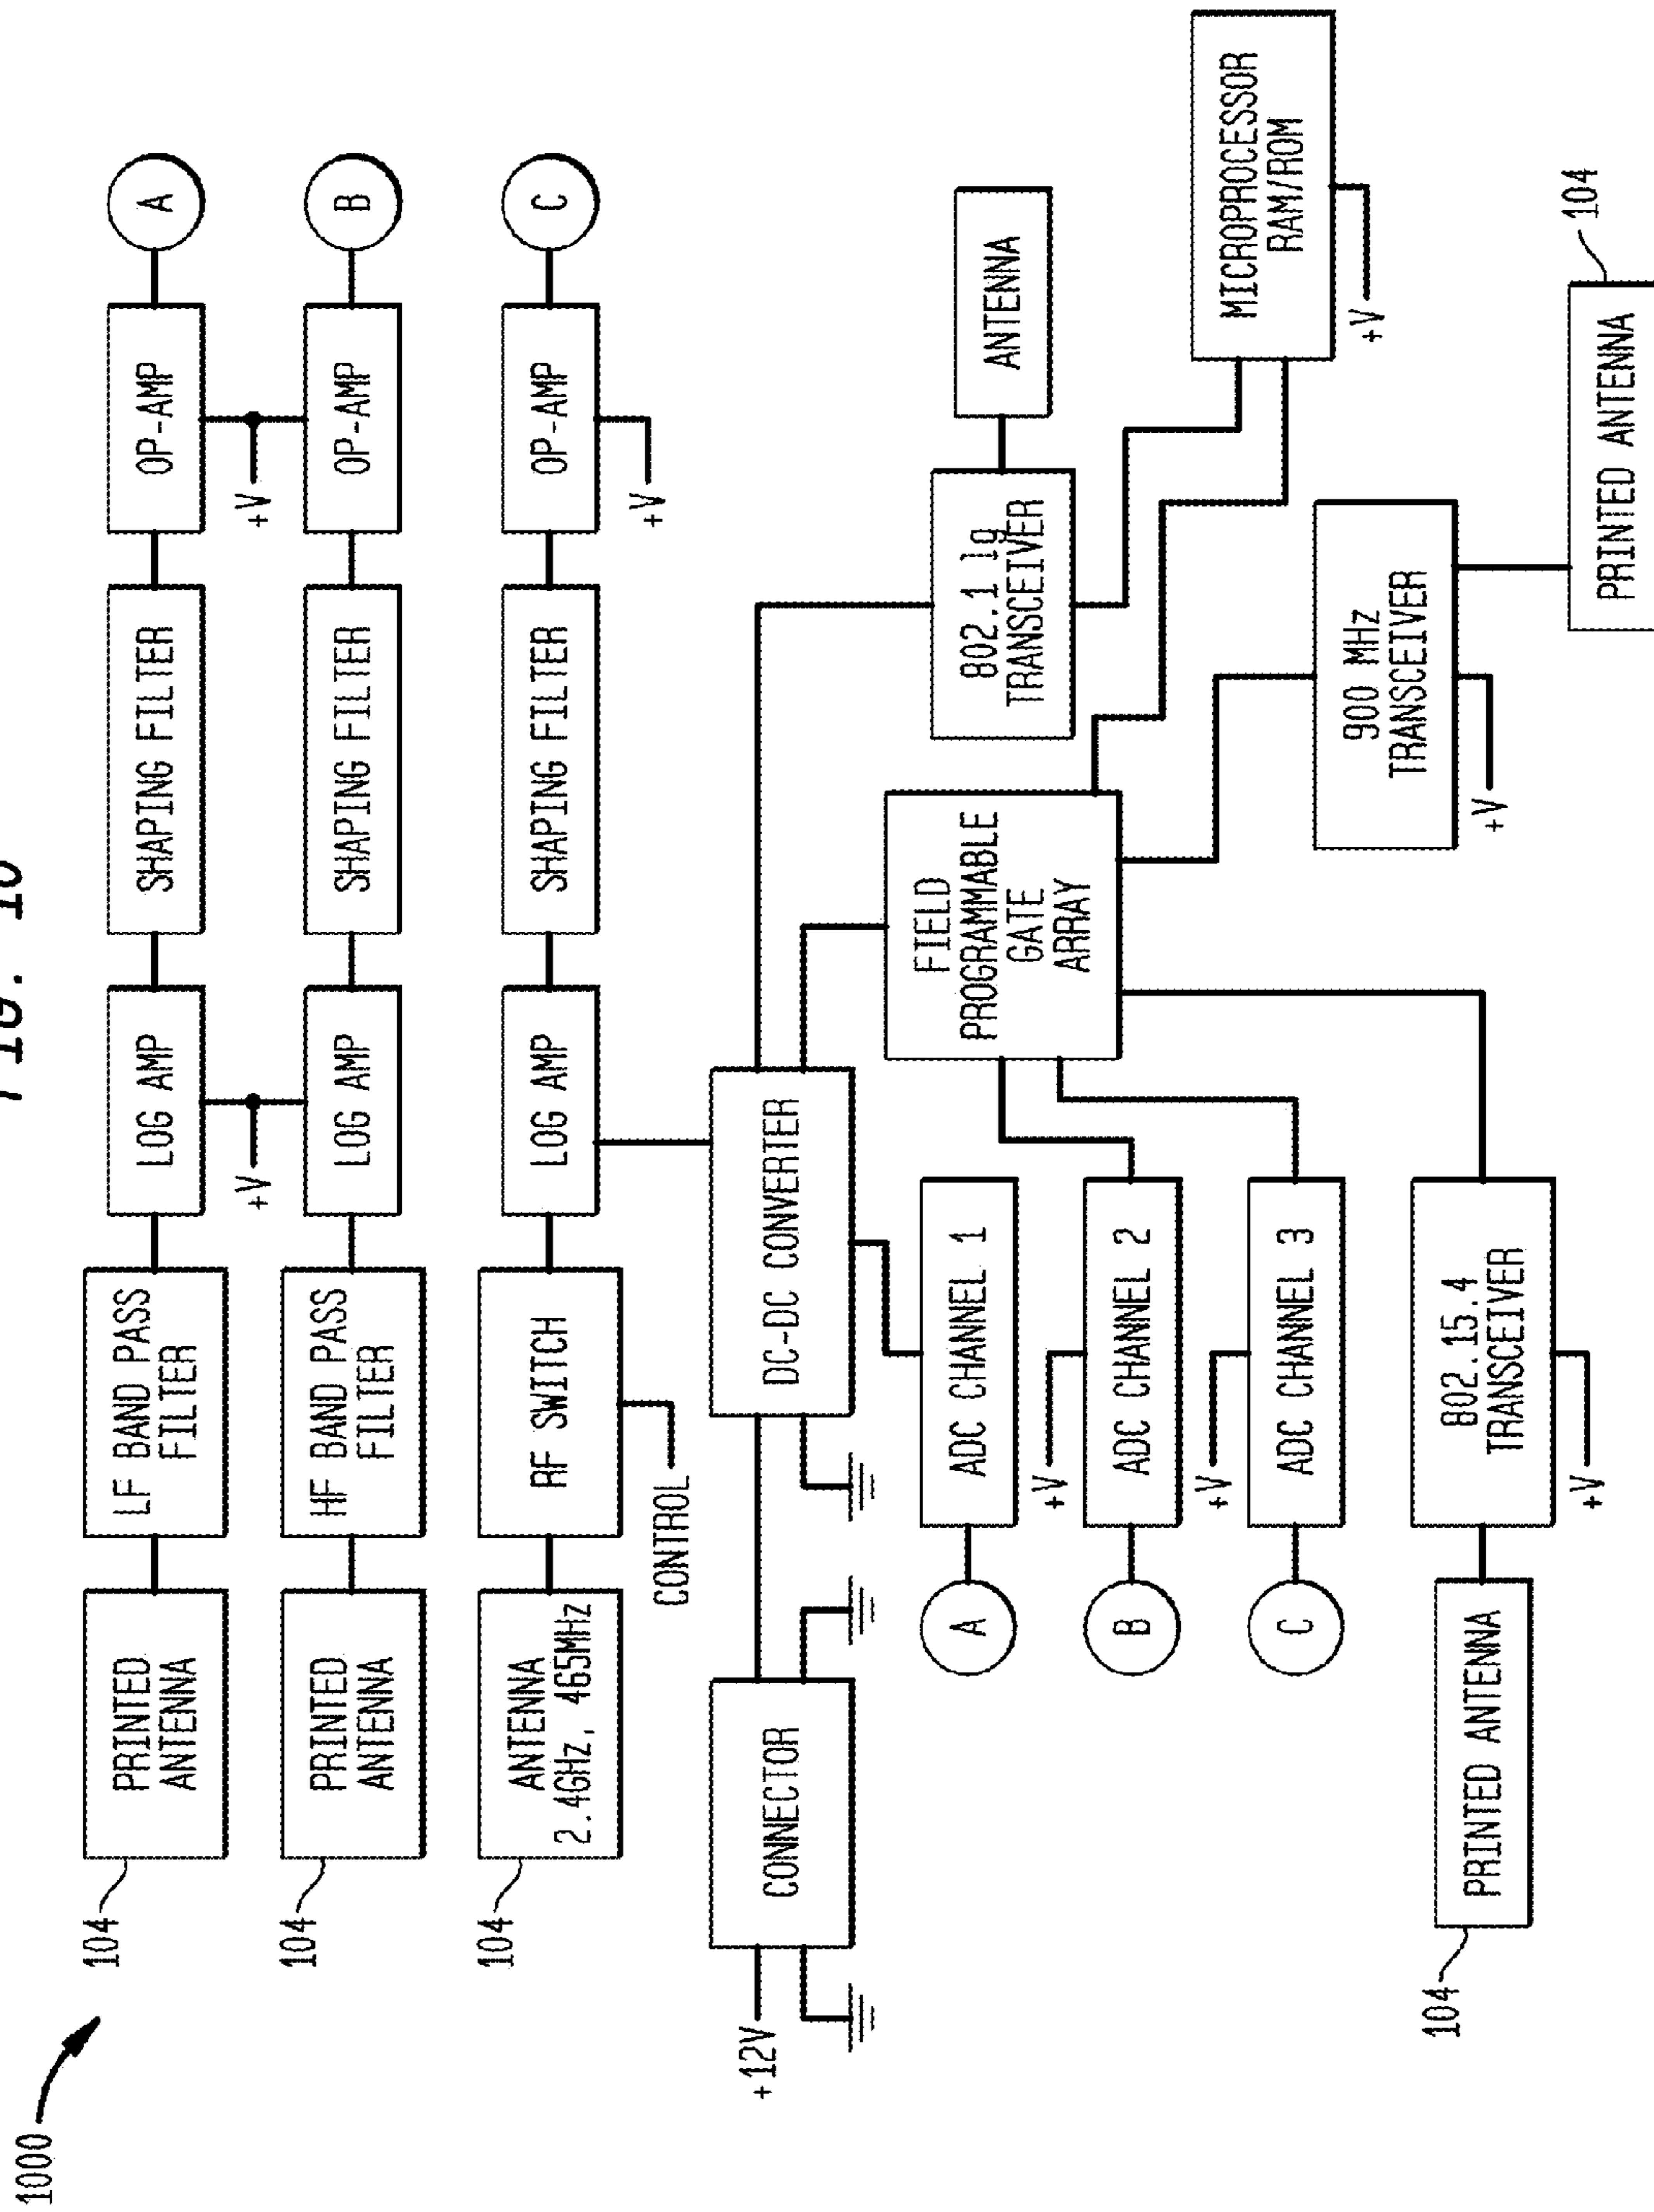 FIG. 10
1000
104
PRINTED
ANTENNA
LF BAND PASS
FILTER
LOG AMP
SHAPING FILTER
OP-AMP
A
+V
+V
104
PRINTED
ANTENNA
HF BAND PASS
FILTER
LOG AMP
SHAPING FILTER
OP-AMP
B
104
ANTENNA
2.4GHz, 465MHz
RF SWITCH
LOG AMP
SHAPING FILTER
OP-AMP
C
CONTROL
+V
+12V
CONNECTOR
DC-DC CONVERTER
802.1 1g
TRANSCEIVER
ANTENNA
FIELD
PROGRAMMABLE
GATE
ARRAY
A
ADC CHANNEL 1
+V
B
ADC CHANNEL 2
MICROPROCESSOR
RAM/ROM
+V
+V
C
ADC CHANNEL 3
900 MHz
TRANSCEIVER
+V
104
PRINTED ANTENNA
802.15.4
TRANSCEIVER
+V
104
PRINTED ANTENNA